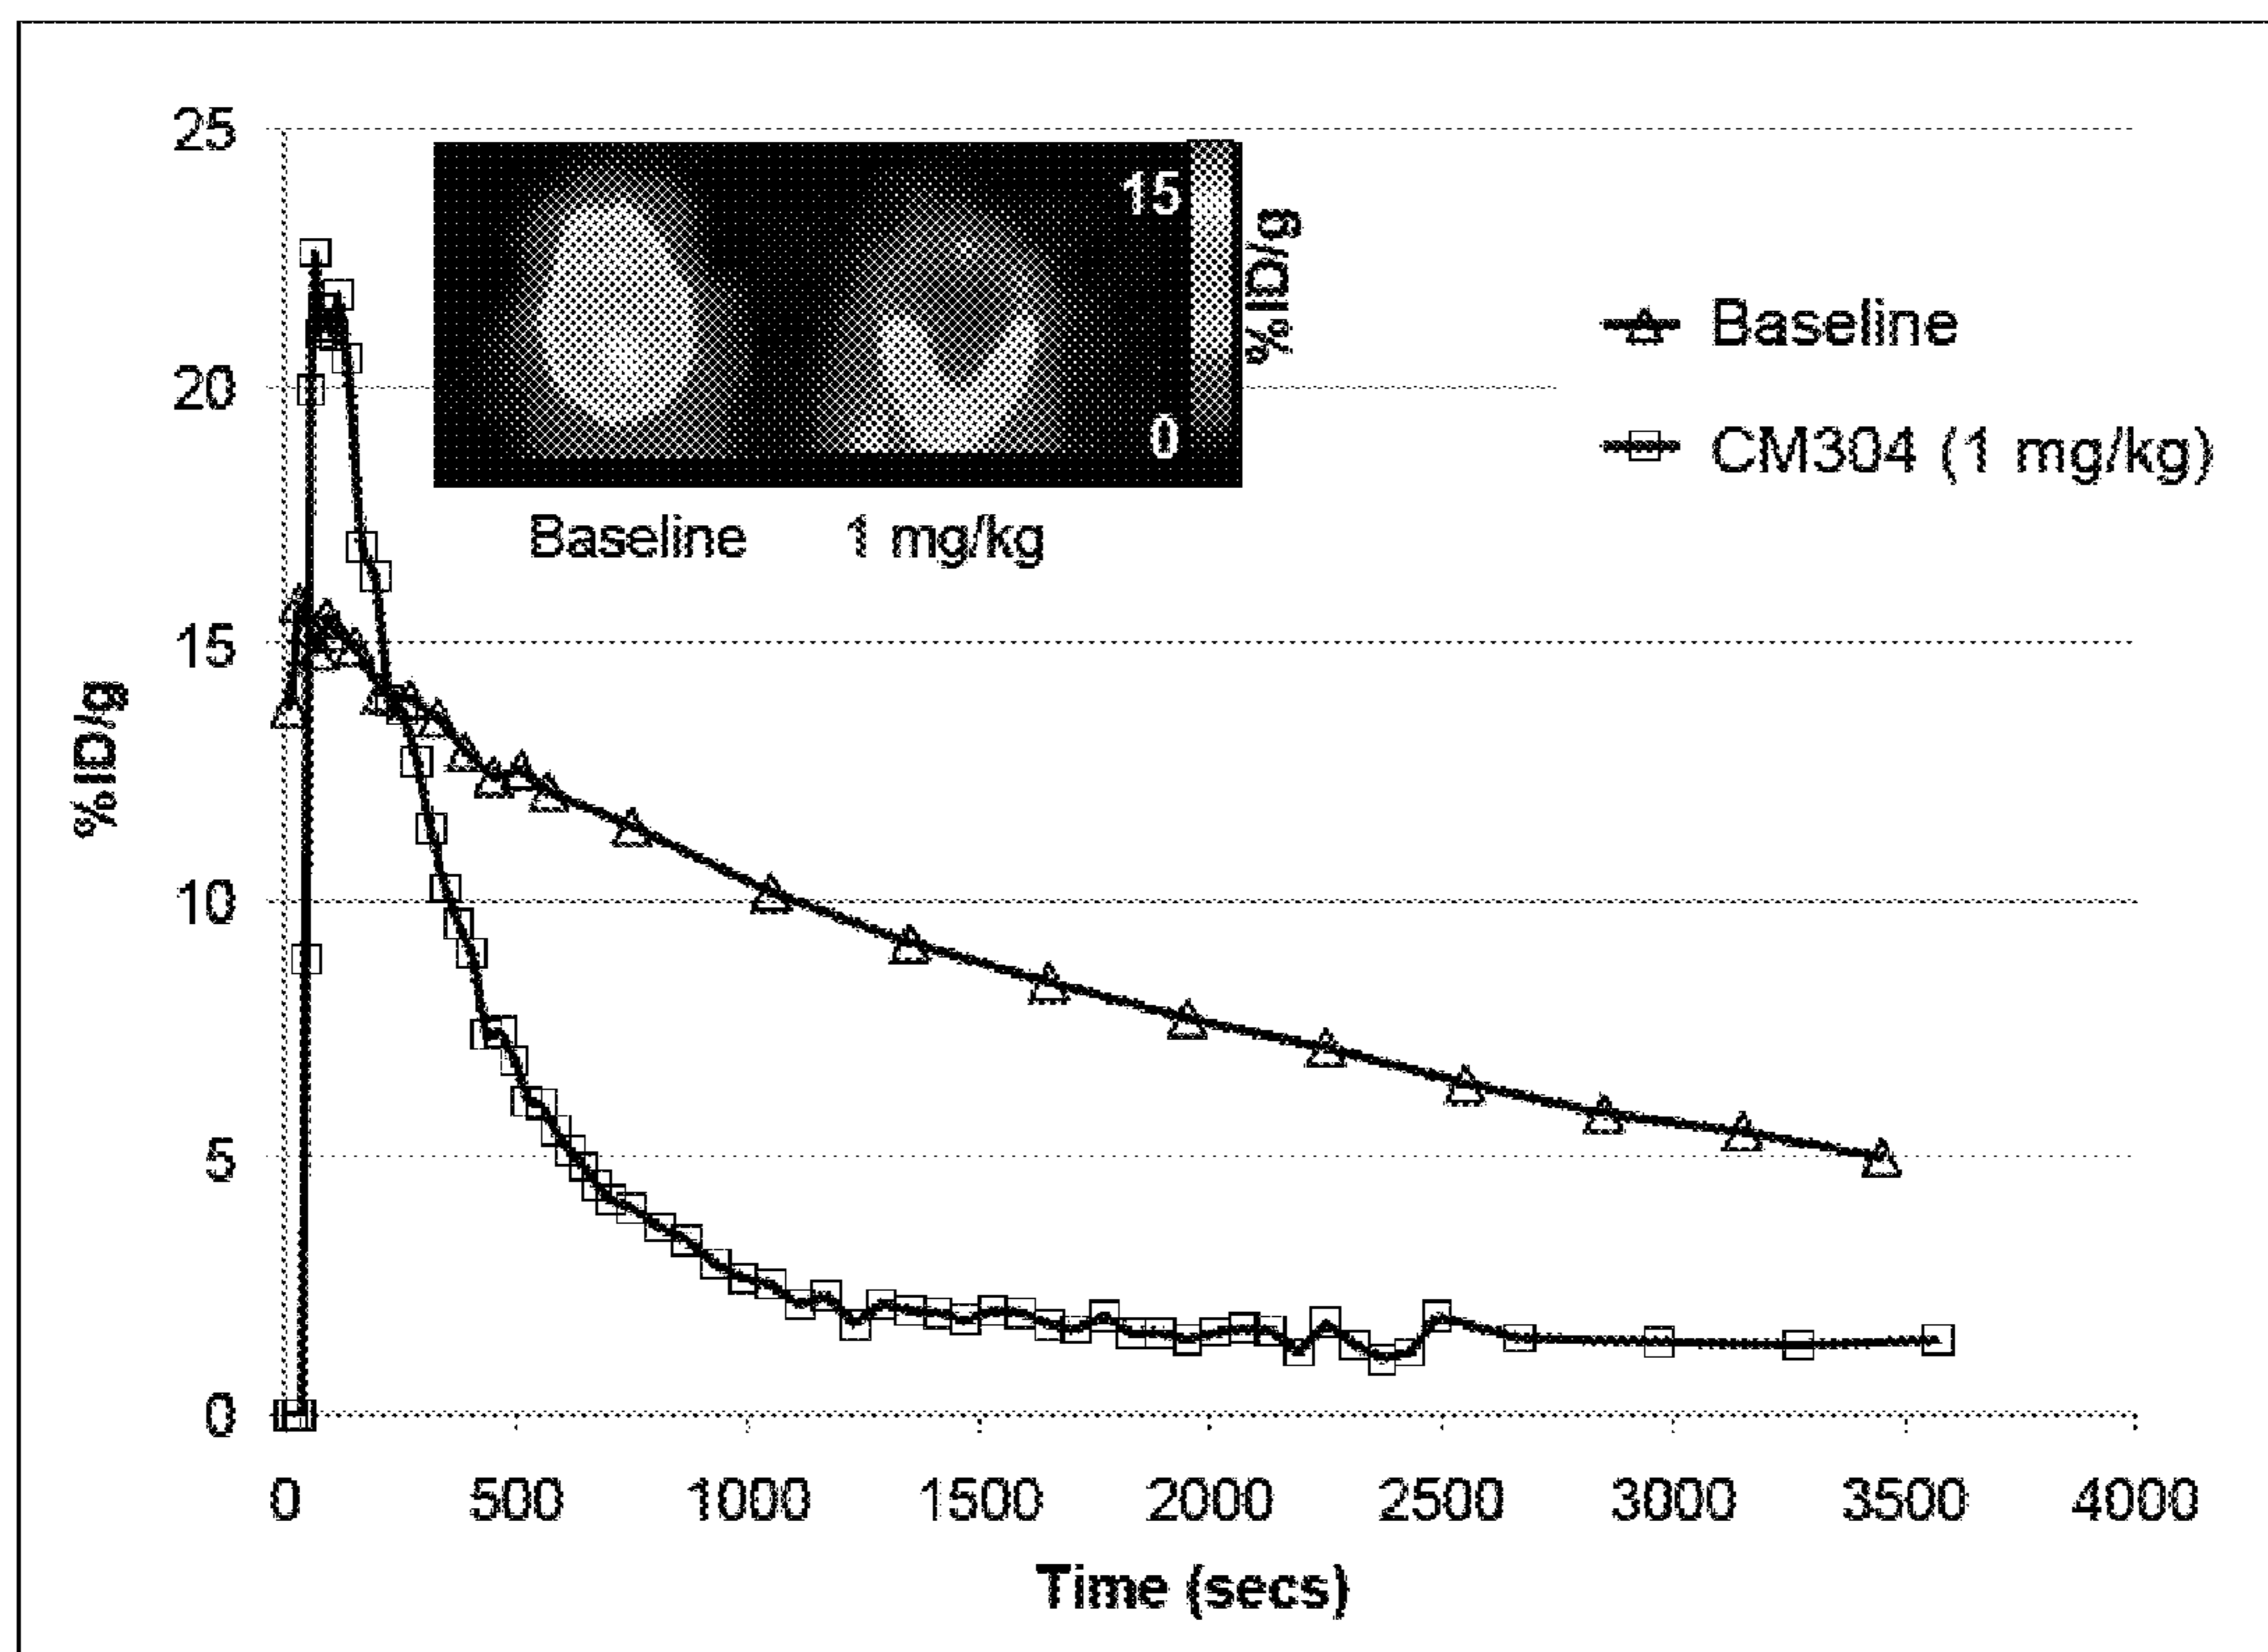 25
20
15
10
5
0
%ID/g
15
0
%ID/g
Baseline 1 mg/kg
Baseline
CM304 (1 mg/kg)
0 500 1000 1500 2000 2500 3000 3500 4000
Time (secs)